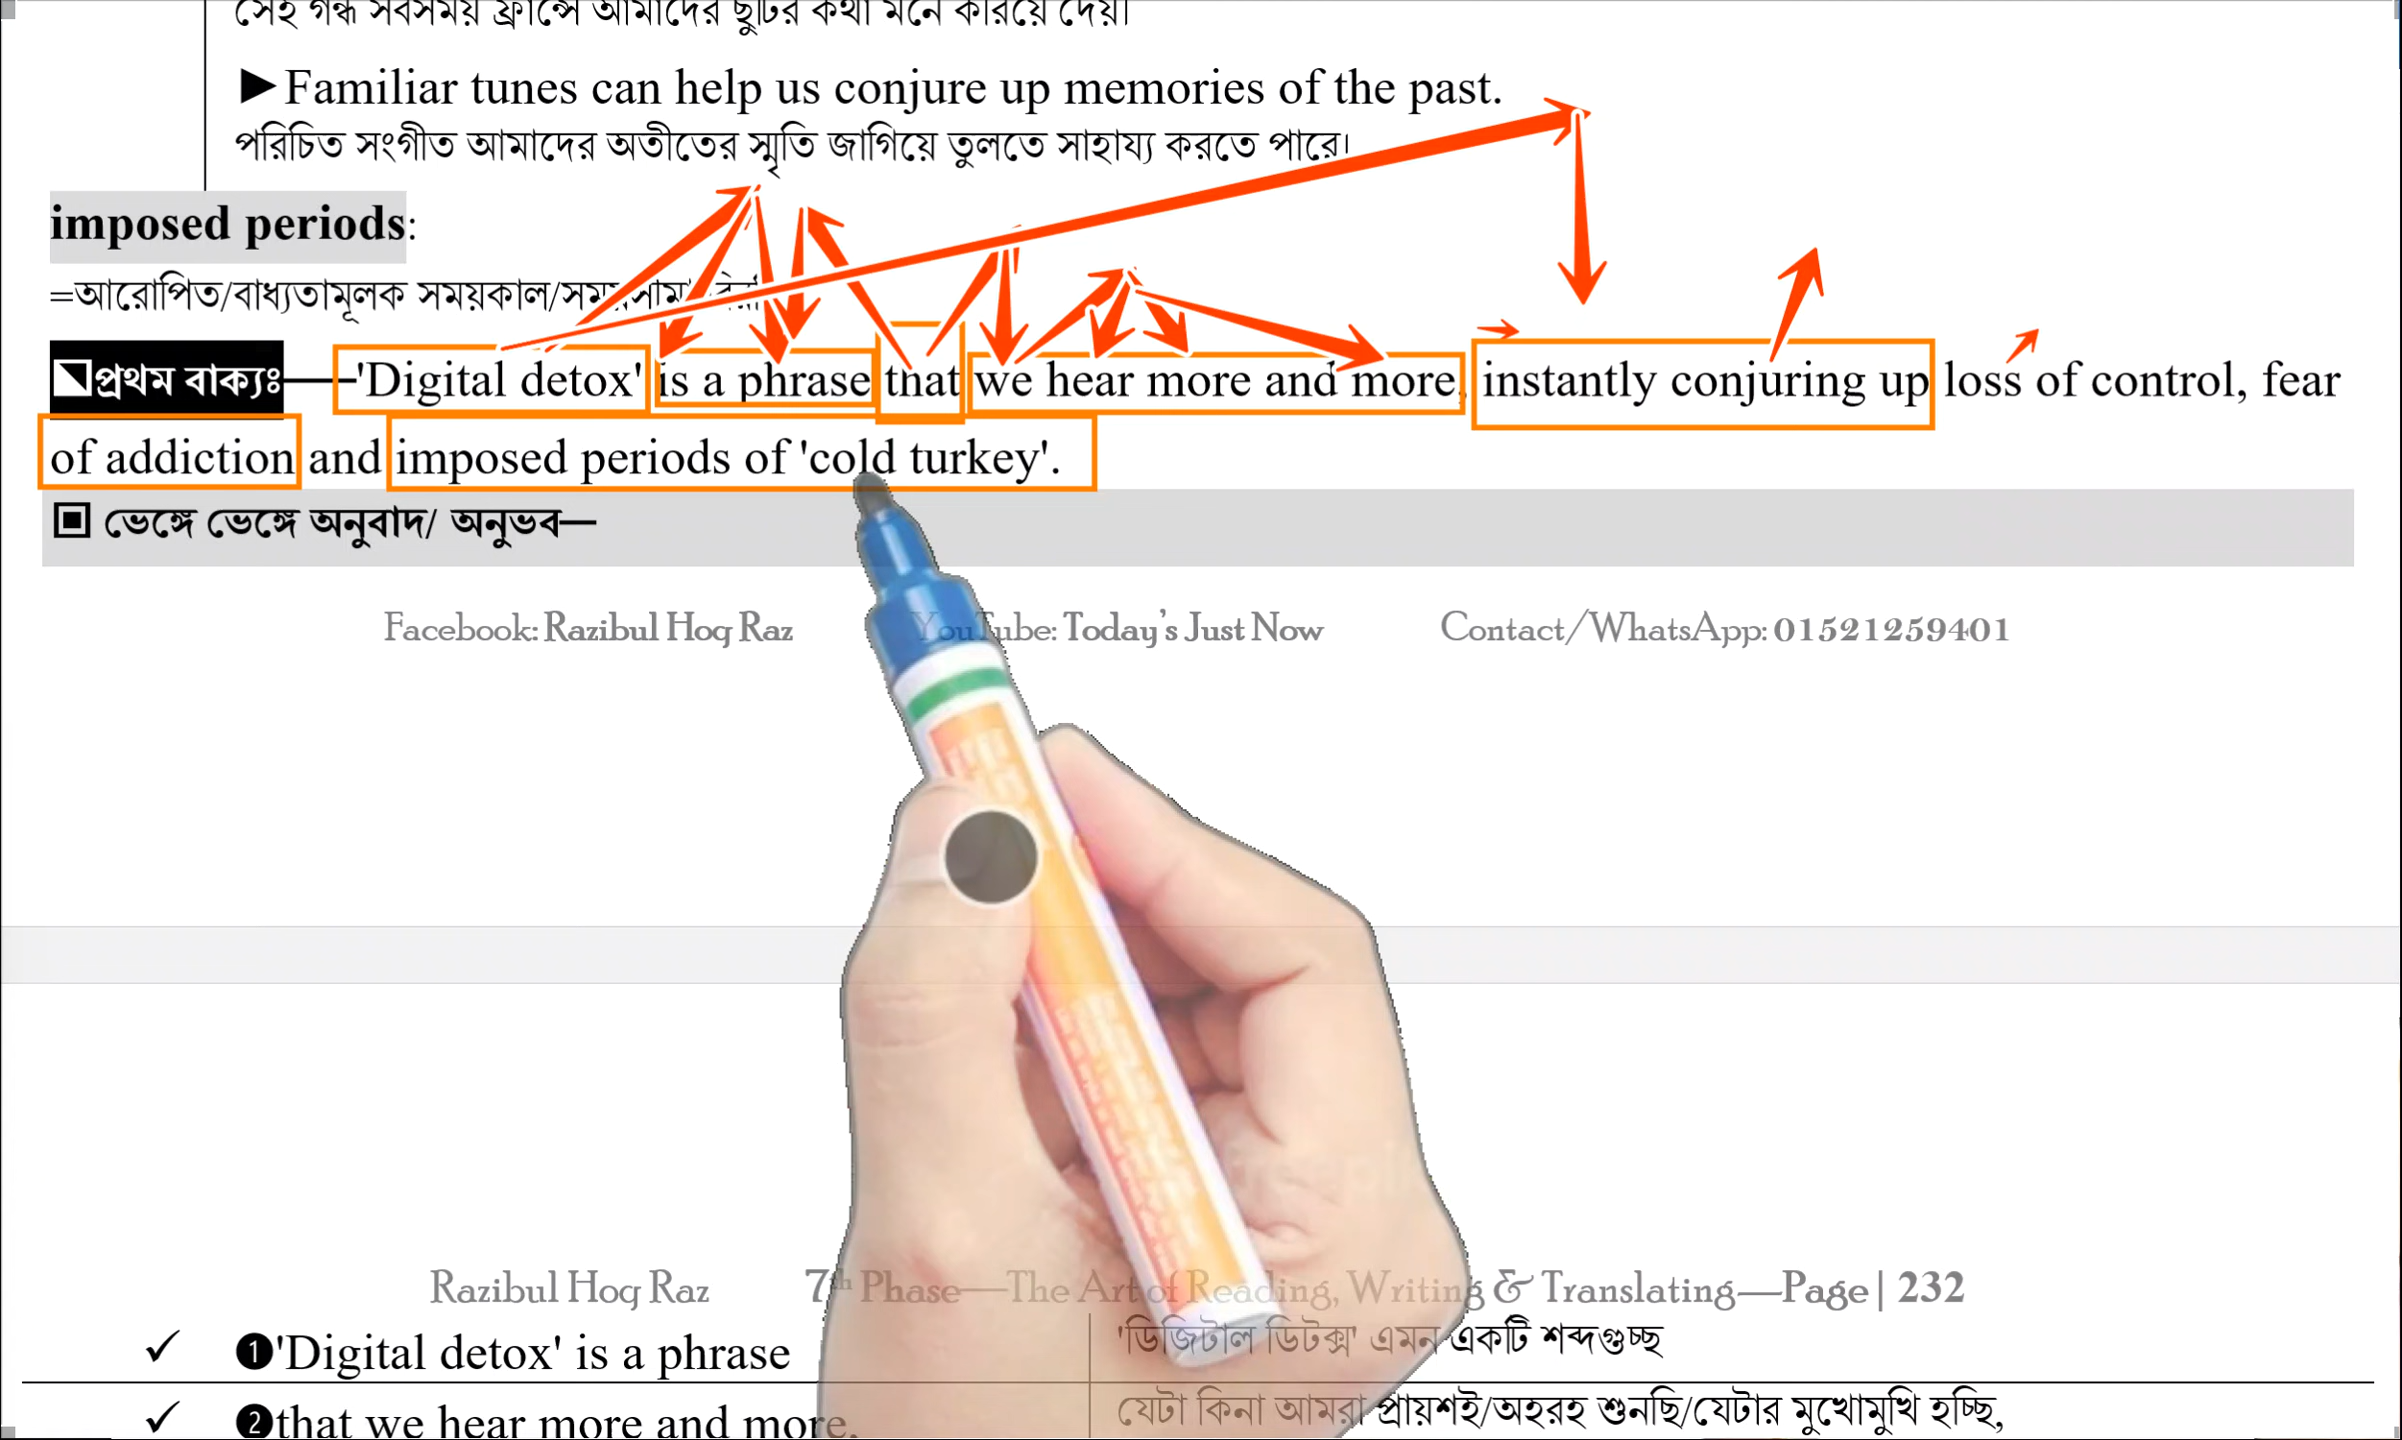 সেই গন্ধ সবসময় ফ্রান্সে আমাদের ছুটির কথা মনে করিয়ে দেয়।
►Familiar tunes can help us conjure up memories of the past.
পরিচিত সংগীত আমাদের অতীতের স্মৃতি জাগিয়ে তুলতে সাহায্য করতে পারে।
imposed periods:
=আরোপিত/বাধ্যতামূলক সময়কাল/
প্রথম বাক্যঃ——'Digital detox' is a phrase that we hear more and more, instantly conjuring up loss of control, fear
of addiction and imposed periods of 'cold turkey'.
▣ ভেঙ্গে ভেঙ্গে অনুবাদ/ অনুভব—
Facebook: Razibul Hoq Raz YouTube: Today's Just Now Contact/WhatsApp: 01521259401
Razibul Hoq Raz 7th Phase—The Art of Reading, Writing & Translating—Page | 232
✓ ❶'Digital detox' is a phrase 'ডিজিটাল ডিটক্স' এমন একটি শব্দগুচ্ছ
✓ ❷that we hear more and more, যেটা কিনা আমরা প্রায়শই/অহরহ শুনছি/যেটার মুখোমুখি হচ্ছি,